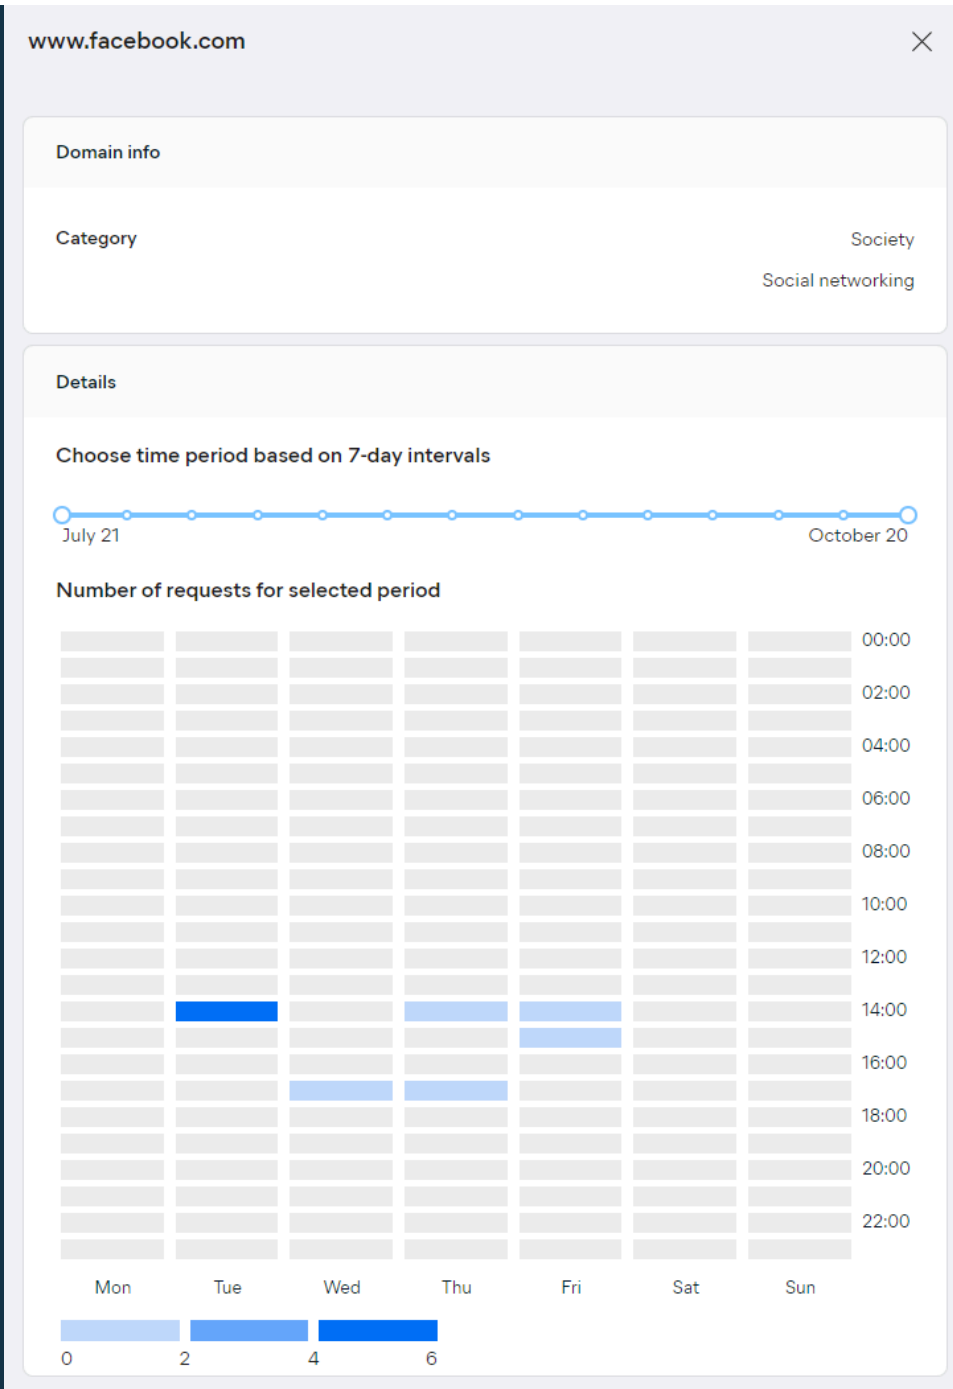 www.facebook.com
Domain info
Category
Society
Social networking
Details
Choose time period based on 7-day intervals
July 21
October 20
Number of requests for selected period
00:00
02:00
04:00
06:00
08:00
10:00
12:00
14:00
16:00
18:00
20:00
22:00
Mon Tue Wed Thu Fri Sat Sun
0 2 4 6